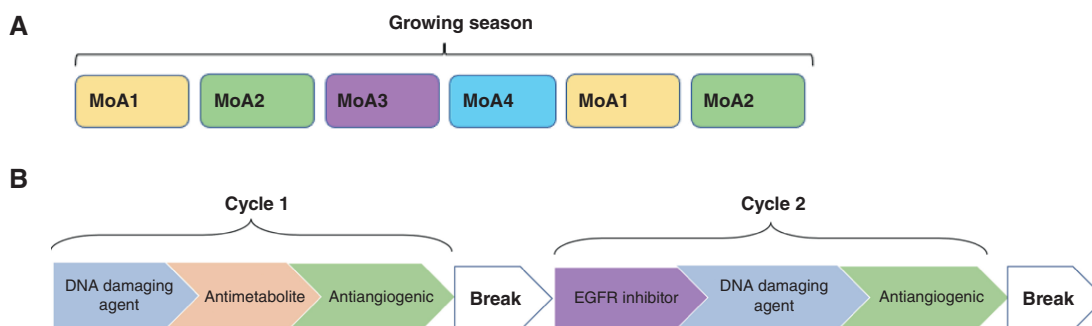 A
Growing season
MoA1 MoA2 MoA3 MoA4 MoA1 MoA2
B
Cycle 1 Cycle 2
DNA damaging
agent
Antimetabolite
Antiangiogenic
Break
EGFR inhibitor
DNA damaging
agent
Antiangiogenic
Break